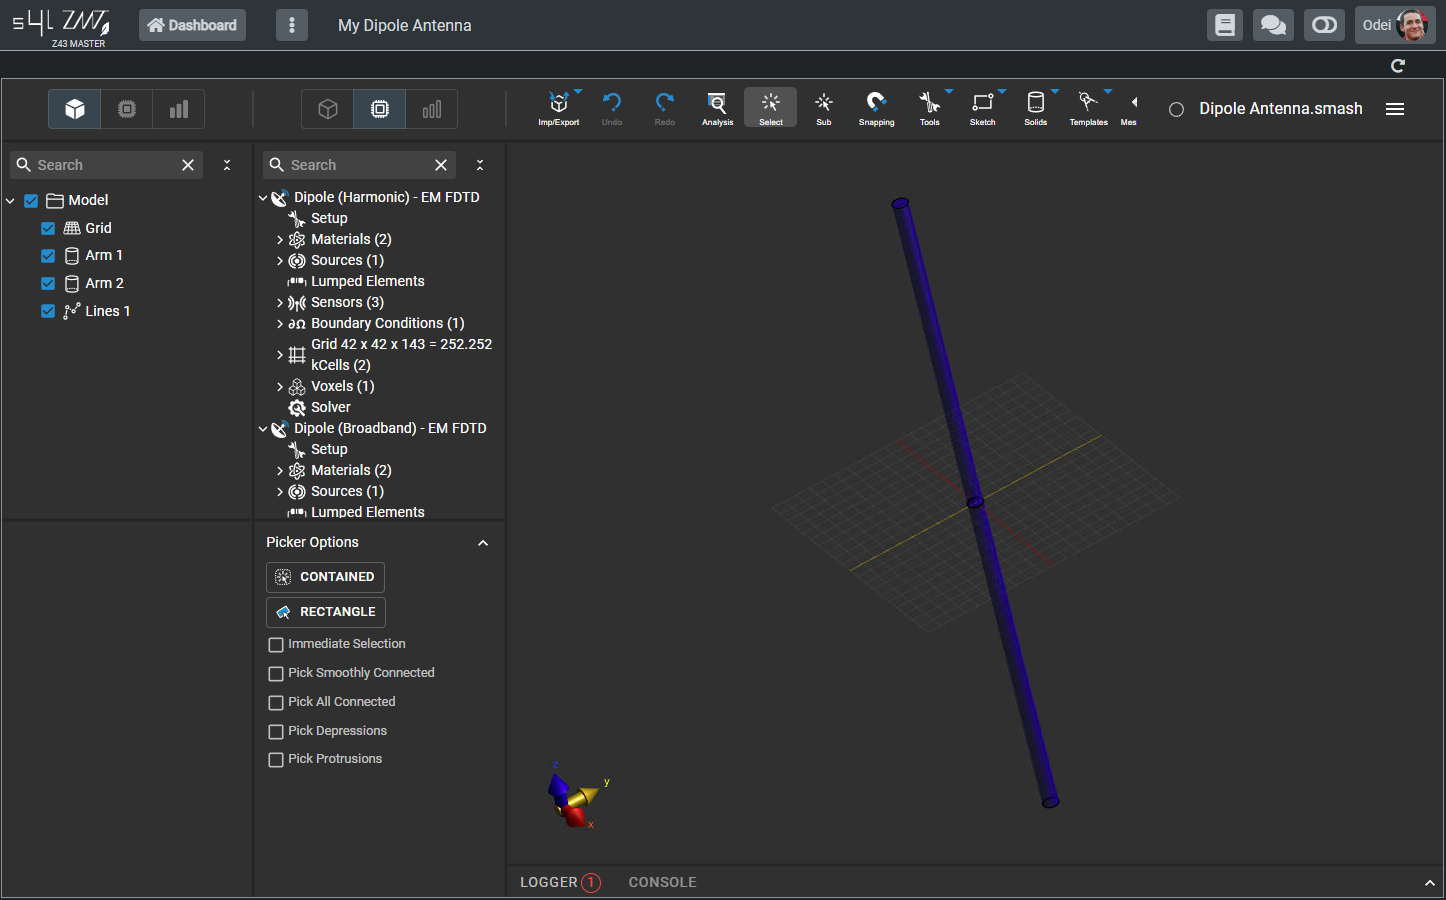 S4L ZMT
Z43 MASTER
Dashboard
My Dipole Antenna
Odei
Imp/Export
Undo
Redo
Analysis
Select
Sub
Snapping
Tools
Sketch
Solids
Templates
Mes
Dipole Antenna.smash
Search
Model
Grid
Arm 1
Arm 2
Lines 1
Search
Dipole (Harmonic) - EM FDTD
Setup
Materials (2)
Sources (1)
Lumped Elements
Sensors (3)
Boundary Conditions (1)
Grid 42 x 42 x 143 = 252.252
kCells (2)
Voxels (1)
Solver
Dipole (Broadband) - EM FDTD
Setup
Materials (2)
Sources (1)
Lumped Elements
Picker Options
CONTAINED
RECTANGLE
Immediate Selection
Pick Smoothly Connected
Pick All Connected
Pick Depressions
Pick Protrusions
z
y
x
LOGGER 1
CONSOLE